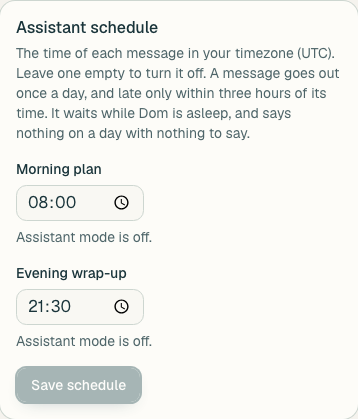 Assistant schedule
The time of each message in your timezone (UTC).
Leave one empty to turn it off. A message goes out
once a day, and late only within three hours of its
time. It waits while Dom is asleep, and says
nothing on a day with nothing to say.
Morning plan
08:00
Assistant mode is off.
Evening wrap-up
21:30
Assistant mode is off.
Save schedule